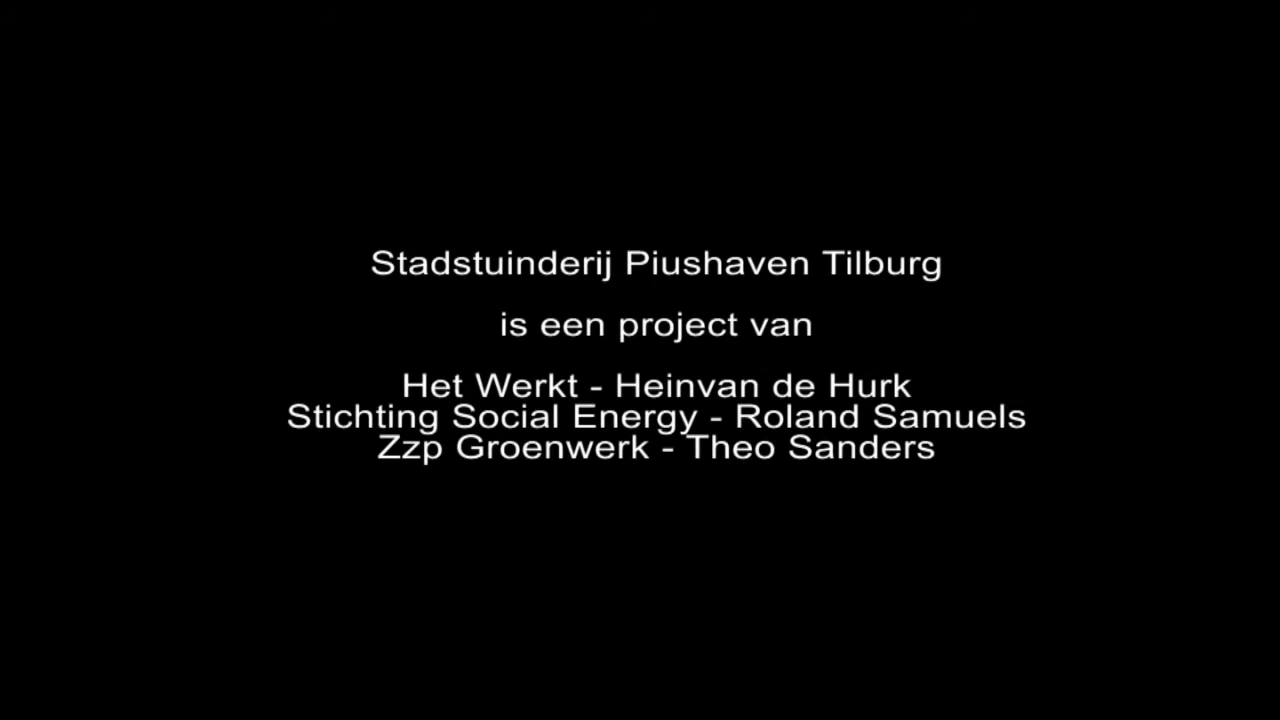 Stadstuinderij Piushaven Tilburg
is een project van
Het Werkt - Heinvan de Hurk
Stichting Social Energy - Roland Samuels
Zzp Groenwerk - Theo Sanders